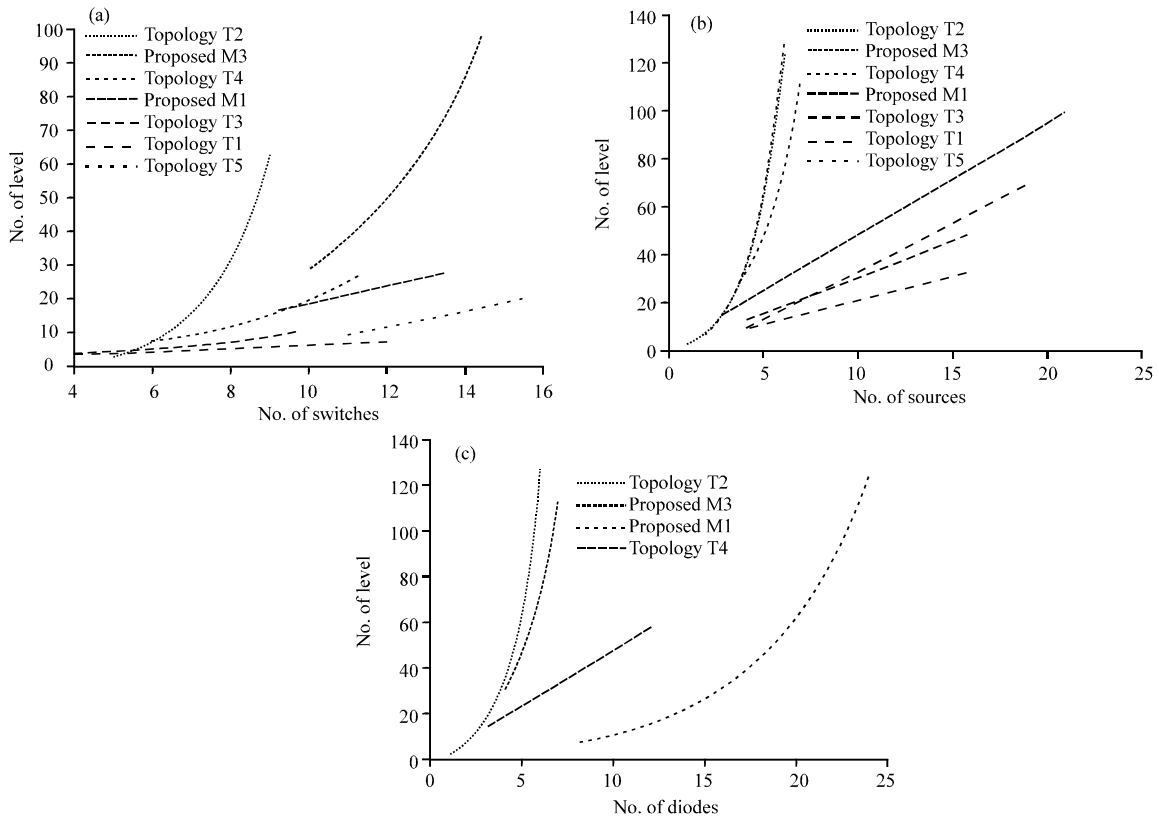 (a)
Topology T2
Proposed M3
Topology T4
Proposed M1
Topology T3
Topology T1
Topology T5
100
90
80
70
60
50
40
30
20
10
0
No. of level
4 6 8 10 12 14 16
No. of switches
(b)
Topology T2
Proposed M3
Topology T4
Proposed M1
Topology T3
Topology T1
Topology T5
140
120
100
80
60
40
20
0
No. of level
0 5 10 15 20 25
No. of sources
(c)
Topology T2
Proposed M3
Proposed M1
Topology T4
140
120
100
80
60
40
20
0
No. of level
0 5 10 15 20 25
No. of diodes